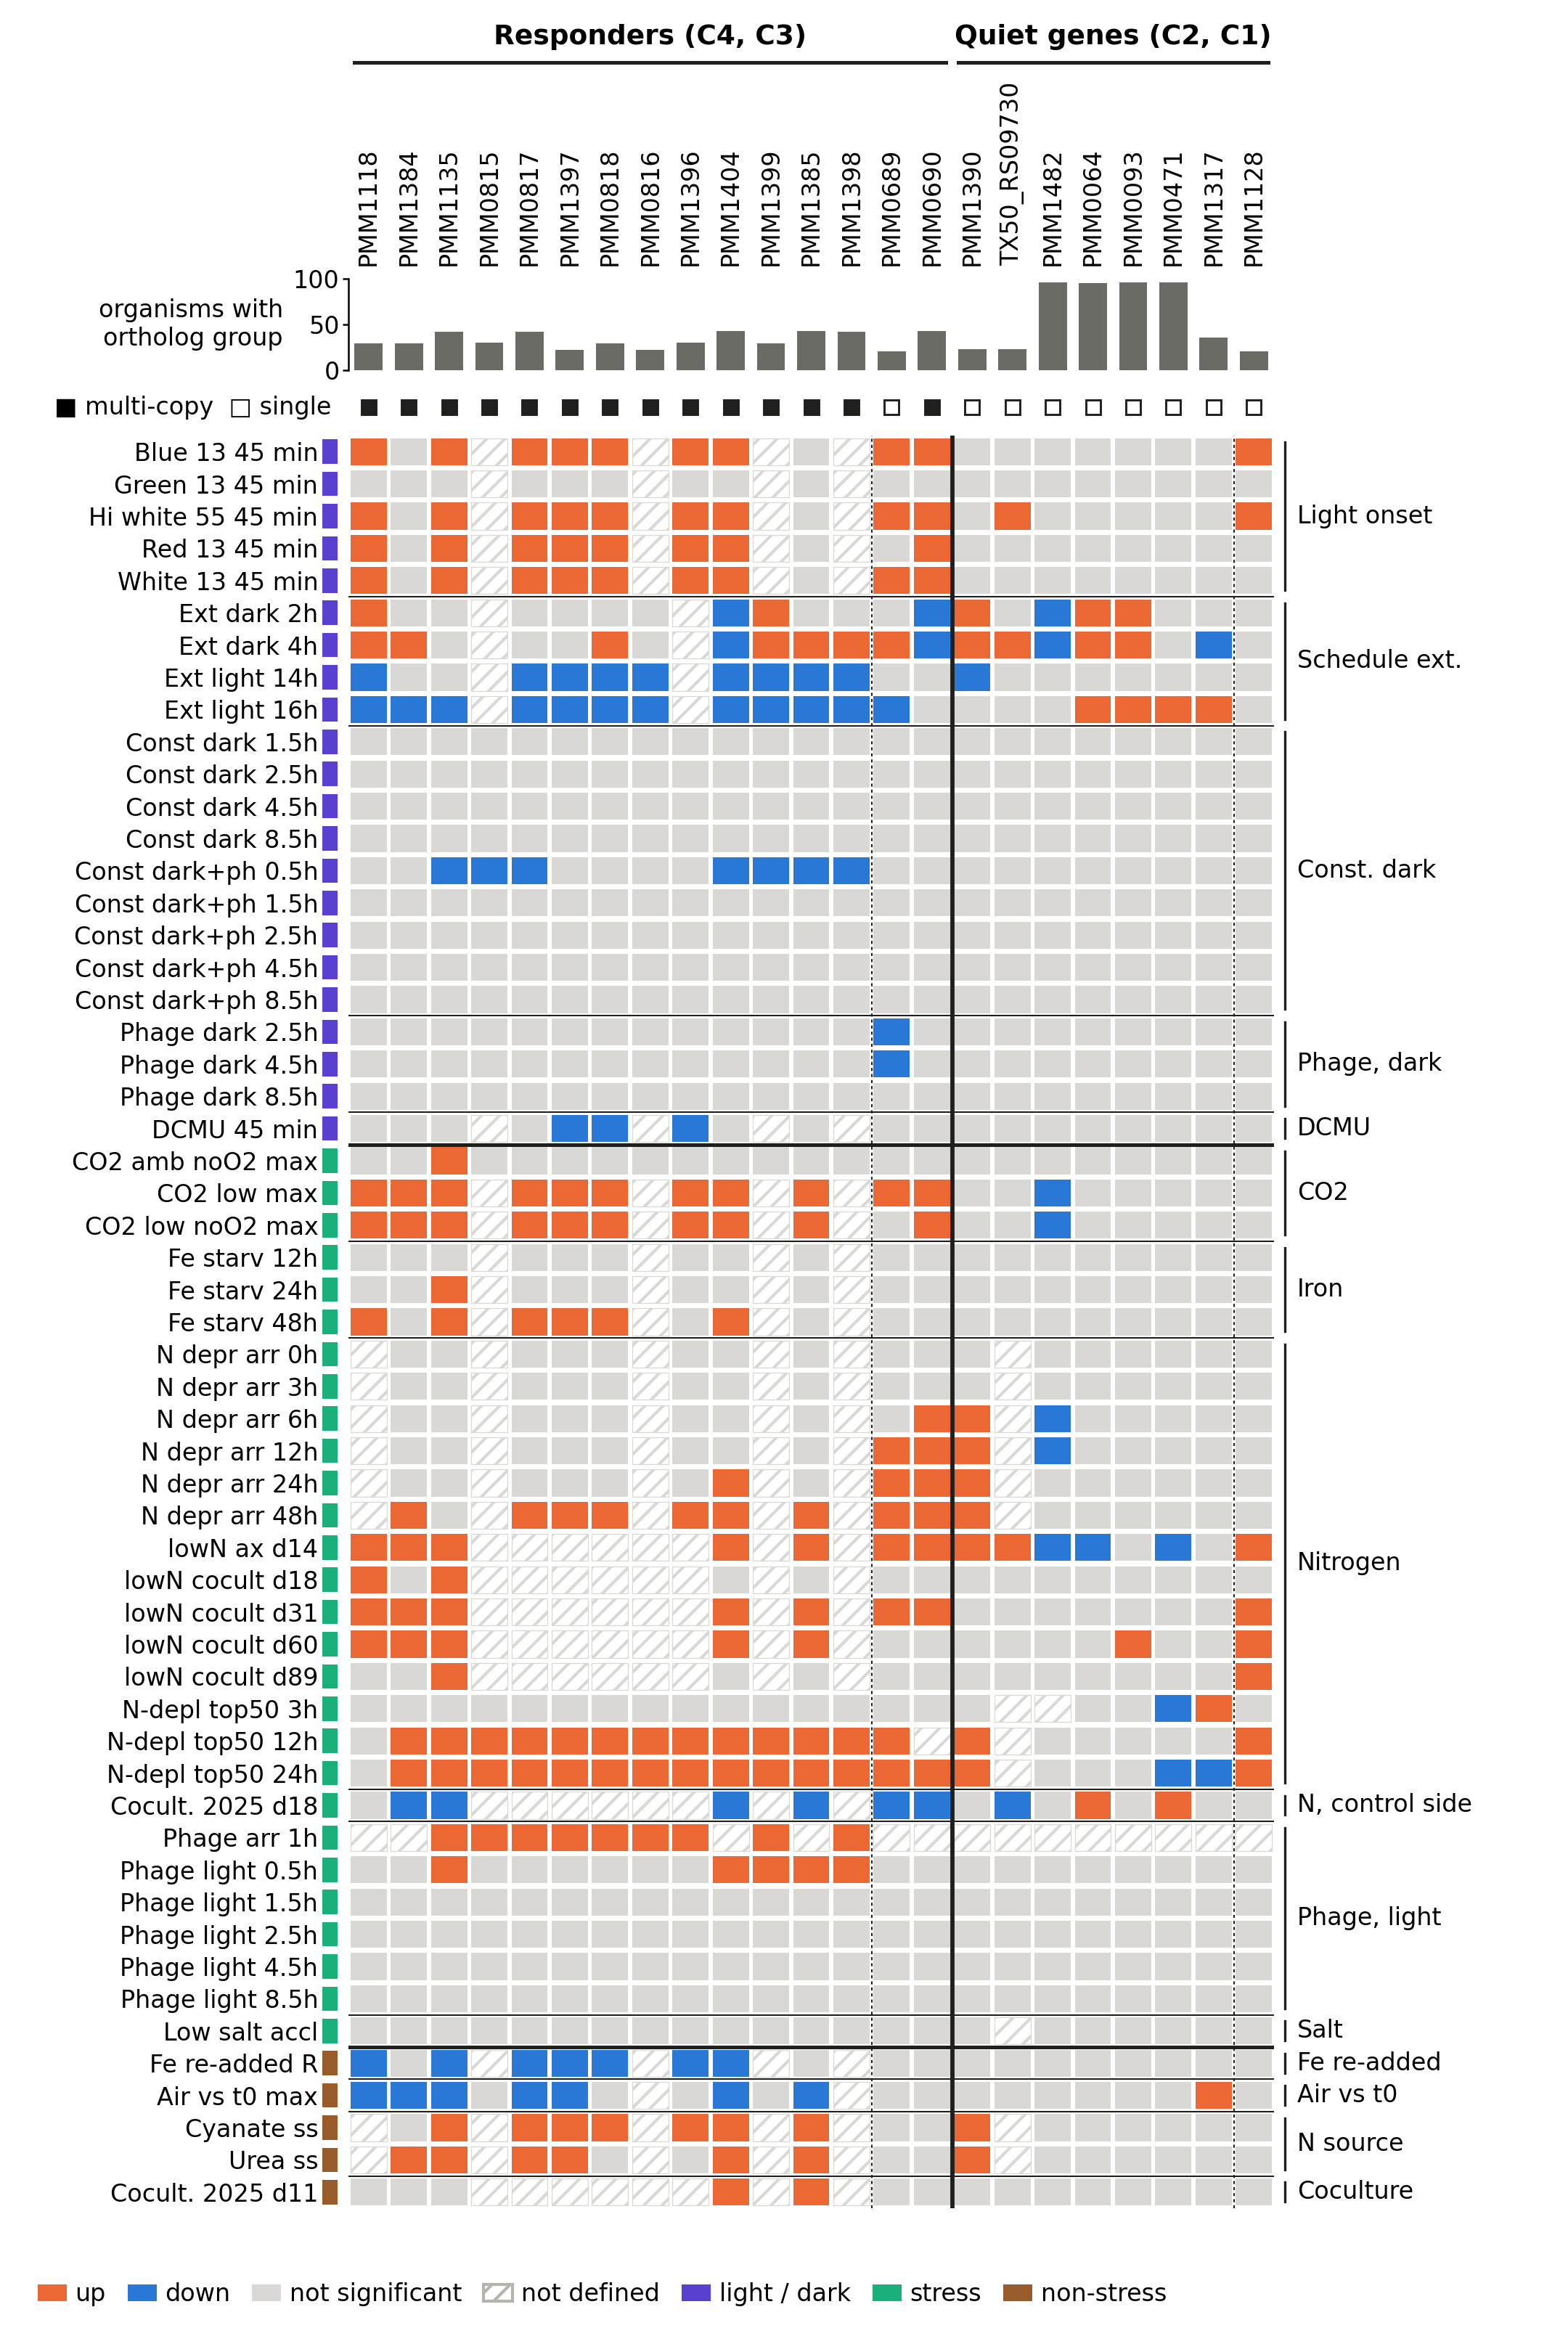 Responders (C4, C3)
Quiet genes (C2, C1)
PMM1118
PMM1384
PMM1135
PMM0815
PMM0817
PMM1397
PMM0818
PMM0816
PMM1396
PMM1404
PMM1399
PMM1385
PMM1398
PMM0689
PMM0690
PMM1390
TX50_RS09730
PMM1482
PMM0064
PMM0093
PMM0471
PMM1317
PMM1128
organisms with
ortholog group
100
50
0
multi-copy
single
Blue 13 45 min
Green 13 45 min
Hi white 55 45 min
Light onset
Red 13 45 min
White 13 45 min
Ext dark 2h
Ext dark 4h
Schedule ext.
Ext light 14h
Ext light 16h
Const dark 1.5h
Const dark 2.5h
Const dark 4.5h
Const dark 8.5h
Const dark+ph 0.5h
Const. dark
Const dark+ph 1.5h
Const dark+ph 2.5h
Const dark+ph 4.5h
Const dark+ph 8.5h
Phage dark 2.5h
Phage dark 4.5h
Phage, dark
Phage dark 8.5h
DCMU 45 min
DCMU
CO2 amb noO2 max
CO2 low max
CO2
CO2 low noO2 max
Fe starv 12h
Fe starv 24h
Iron
Fe starv 48h
N depr arr 0h
N depr arr 3h
N depr arr 6h
N depr arr 12h
N depr arr 24h
N depr arr 48h
lowN ax d14
Nitrogen
lowN cocult d18
lowN cocult d31
lowN cocult d60
lowN cocult d89
N-depl top50 3h
N-depl top50 12h
N-depl top50 24h
Cocult. 2025 d18
N, control side
Phage arr 1h
Phage light 0.5h
Phage light 1.5h
Phage, light
Phage light 2.5h
Phage light 4.5h
Phage light 8.5h
Low salt accl
Salt
Fe re-added R
Fe re-added
Air vs t0 max
Air vs t0
Cyanate ss
N source
Urea ss
Cocult. 2025 d11
Coculture
up
down
not significant
not defined
light / dark
stress
non-stress